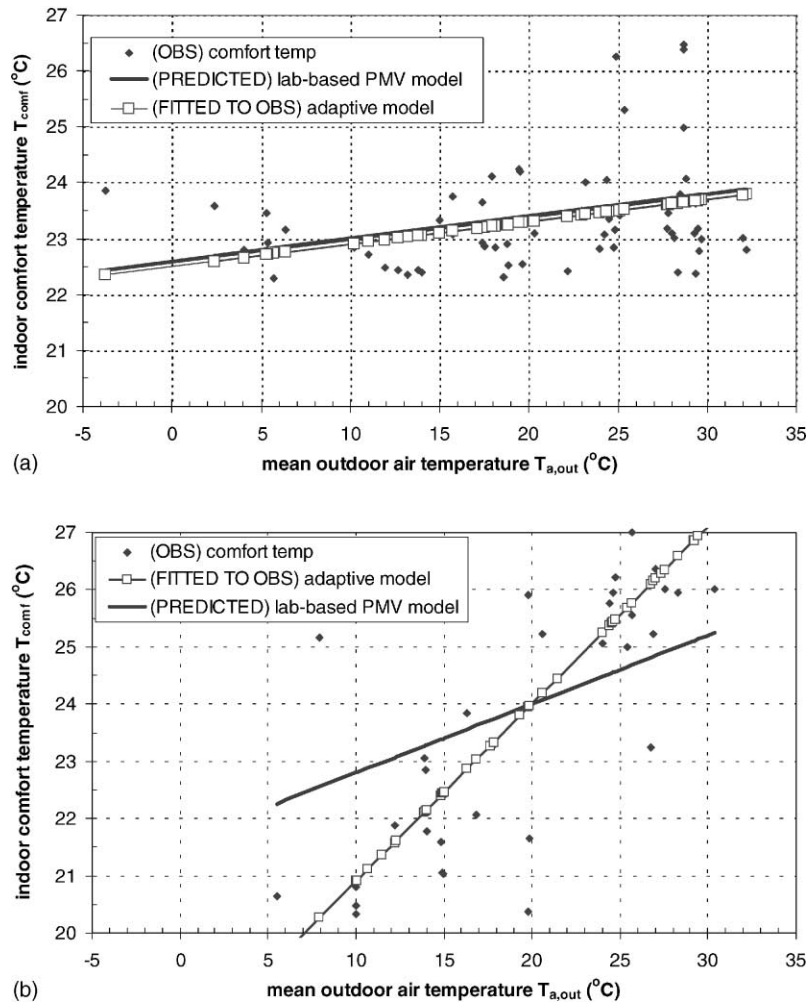 27
26
25
24
23
22
21
20
indoor comfort temperature T_comf (°C)
(OBS) comfort temp
(PREDICTED) lab-based PMV model
(FITTED TO OBS) adaptive model
-5 0 5 10 15 20 25 30 35
(a)
mean outdoor air temperature T_a,out (°C)
27
26
25
24
23
22
21
20
indoor comfort temperature T_comf (°C)
(OBS) comfort temp
(FITTED TO OBS) adaptive model
(PREDICTED) lab-based PMV model
-5 0 5 10 15 20 25 30 35
(b)
mean outdoor air temperature T_a,out (°C)